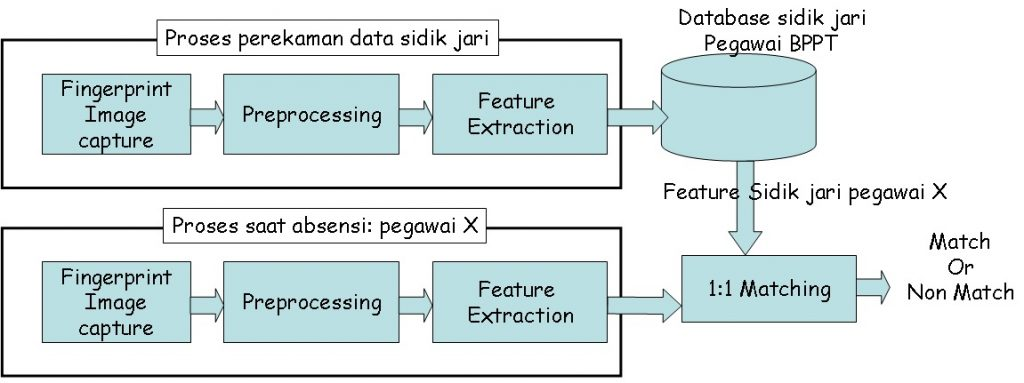 Proses perekaman data sidik jari
Fingerprint
Image
capture
Preprocessing
Feature
Extraction
Database sidik jari
Pegawai BPPT
Feature Sidik jari pegawai X
Proses saat absensi: pegawai X
Fingerprint
Image
capture
Preprocessing
Feature
Extraction
1:1 Matching
Match
Or
Non Match